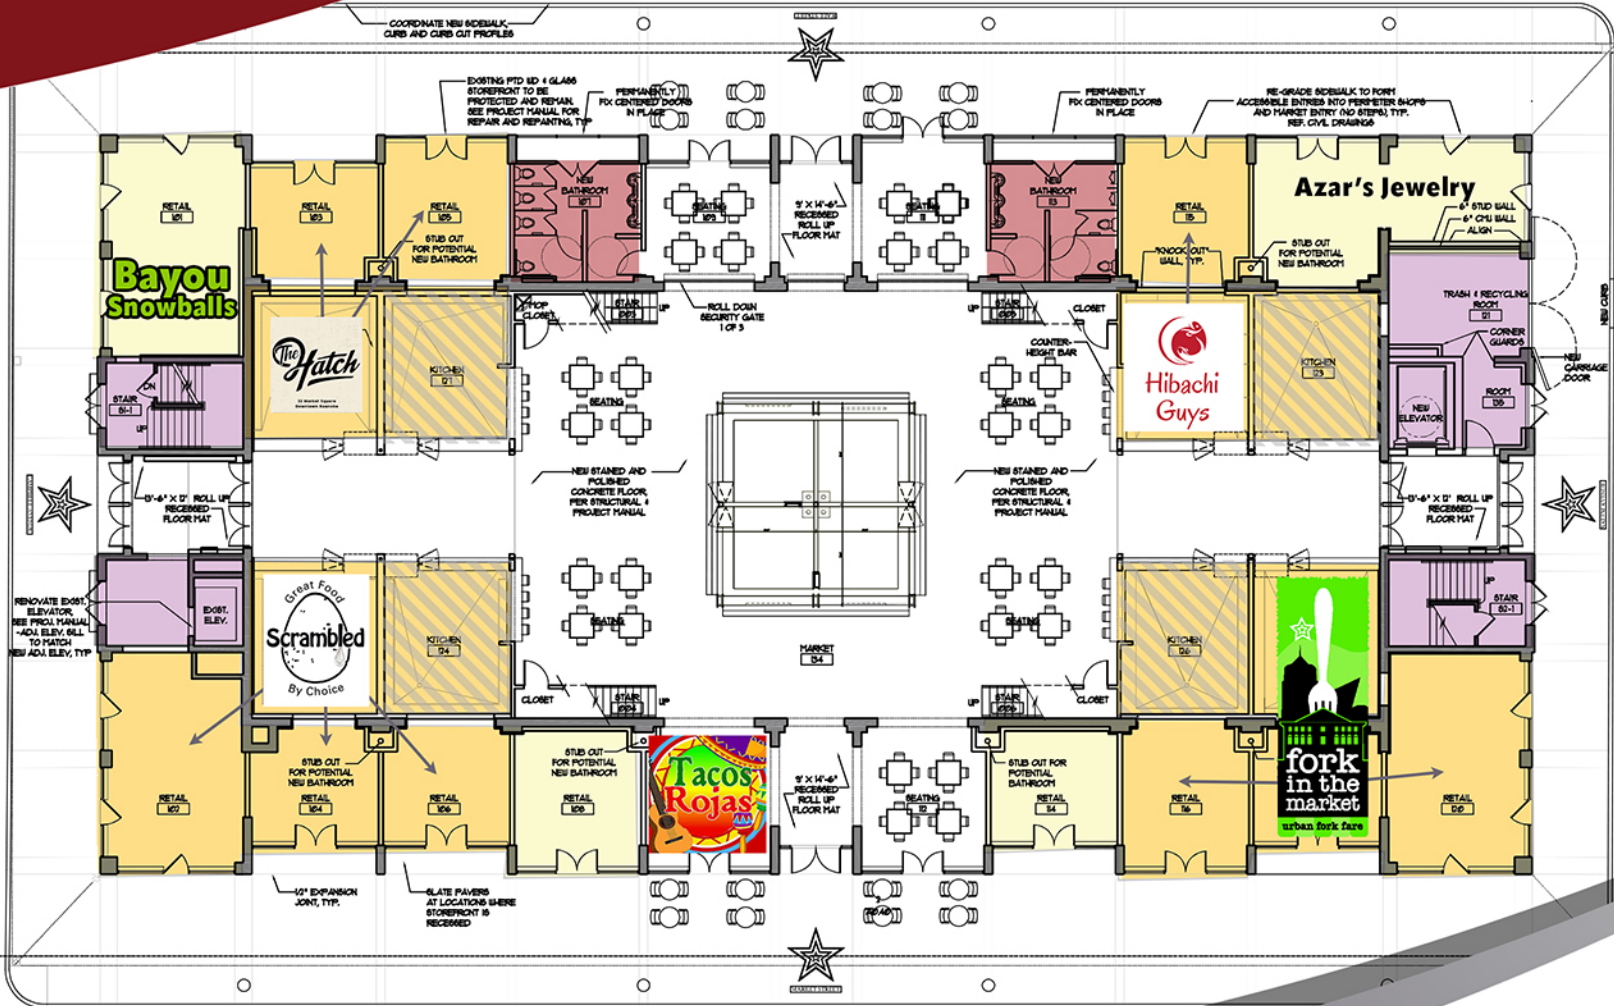 COORDINATE NEW SIDEWALK,
CURB AND CURB CUT PROFILES
EXISTING PTD WD & GLASS
STOREFRONT TO BE
PROTECTED AND REMAIN.
SEE PROJECT MANUAL FOR
REPAIR AND REPAINTING, TYP
PERMANENTLY
FIX CENTERED DOORS
IN PLACE
PERMANENTLY
FIX CENTERED DOORS
IN PLACE
RE-GRADE SIDEWALK TO FORM
ACCESSIBLE ENTRIES INTO PERIMETER SHOPS
AND MARKET ENTRY (NO STEPS), TYP.
REF. CIVIL DRAWINGS
RETAIL
101
Bayou
Snowballs
RETAIL
103
RETAIL
105
STUB OUT
FOR POTENTIAL
NEW BATHROOM
NEW
BATHROOM
107
SEATING
109
9' X 14'-6"
RECESSED
ROLL UP
FLOOR MAT
SEATING
111
NEW
BATHROOM
113
RETAIL
115
"KNOCK-OUT"
WALL, TYP.
Azar's Jewelry
6" STUD WALL
6" CMU WALL
ALIGN
STUB OUT
FOR POTENTIAL
NEW BATHROOM
TRASH & RECYCLING
ROOM
121
CORNER
GUARDS
NEW CURB
NEW
CARRIAGE
DOOR
MOP
CLOSET
STAIR
UP
ROLL DOWN
SECURITY GATE
1 OF 3
UP
STAIR
CLOSET
COUNTER-
HEIGHT BAR
The
Hatch
KITCHEN
127
Hibachi
Guys
KITCHEN
123
STAIR
S1-1
DN
UP
SEATING
SEATING
NEW
ELEVATOR
ROOM
13'-6" X 12' ROLL UP
RECESSED
FLOOR MAT
NEW STAINED AND
POLISHED
CONCRETE FLOOR,
PER STRUCTURAL &
PROJECT MANUAL
NEW STAINED AND
POLISHED
CONCRETE FLOOR,
PER STRUCTURAL &
PROJECT MANUAL
13'-6" X 12' ROLL UP
RECESSED
FLOOR MAT
RENOVATE EXIST.
ELEVATOR,
SEE PROJ. MANUAL
-ADJ. ELEV. SILL
TO MATCH
NEW ADJ. ELEV, TYP
EXIST.
ELEV.
Great Food
Scrambled
By Choice
KITCHEN
124
SEATING
SEATING
MARKET
134
KITCHEN
126
UP
STAIR
S2-1
CLOSET
STAIR
UP
UP
STAIR
CLOSET
RETAIL
102
STUB OUT
FOR POTENTIAL
NEW BATHROOM
RETAIL
104
RETAIL
106
STUB OUT
FOR POTENTIAL
NEW BATHROOM
RETAIL
108
Tacos
Rojas
9' X 14'-6"
RECESSED
ROLL UP
FLOOR MAT
SEATING
112
STUB OUT FOR
POTENTIAL
BATHROOM
RETAIL
114
RETAIL
116
fork
in the
market
urban fork fare
RETAIL
120
1/2" EXPANSION
JOINT, TYP.
SLATE PAVERS
AT LOCATIONS WHERE
STOREFRONT IS
RECESSED
MARKET STREET